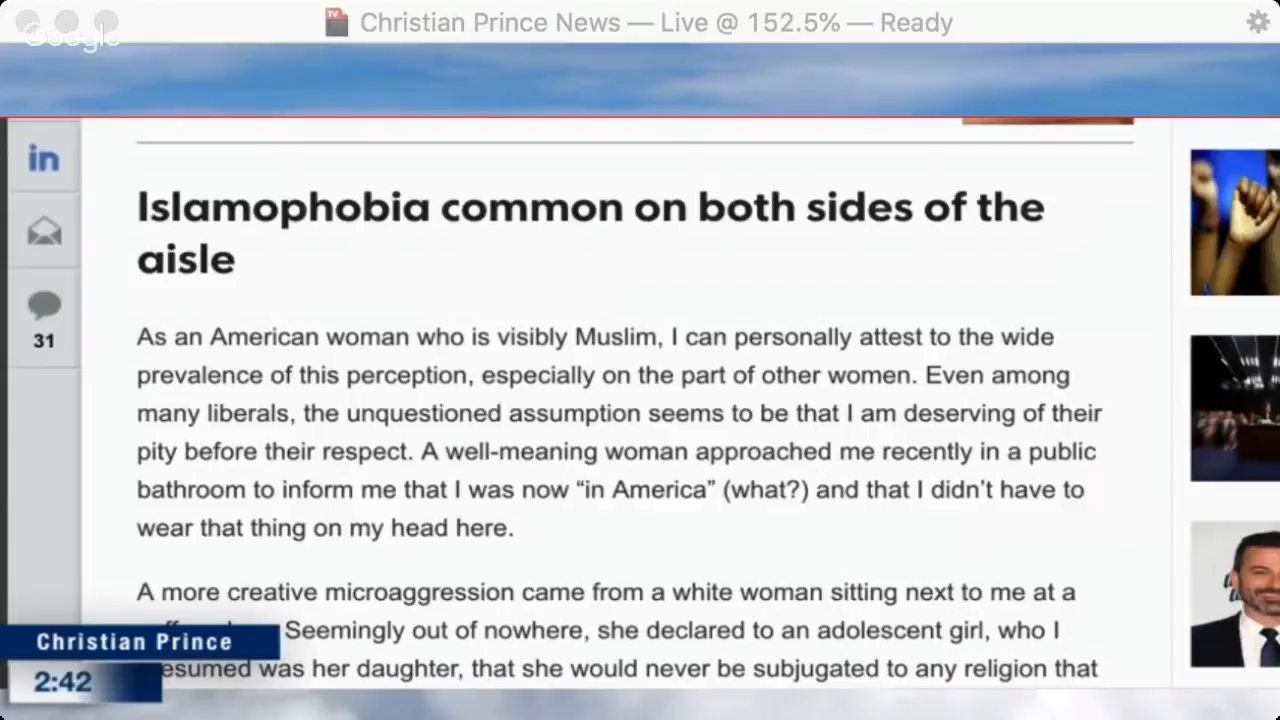 Google
TV
Christian Prince News — Live @ 152.5% — Ready
in
31
Islamophobia common on both sides of the
aisle
As an American woman who is visibly Muslim, I can personally attest to the wide
prevalence of this perception, especially on the part of other women. Even among
many liberals, the unquestioned assumption seems to be that I am deserving of their
pity before their respect. A well-meaning woman approached me recently in a public
bathroom to inform me that I was now “in America” (what?) and that I didn’t have to
wear that thing on my head here.
A more creative microaggression came from a white woman sitting next to me at a
Seemingly out of nowhere, she declared to an adolescent girl, who I
esumed was her daughter, that she would never be subjugated to any religion that
Christian Prince
2:42